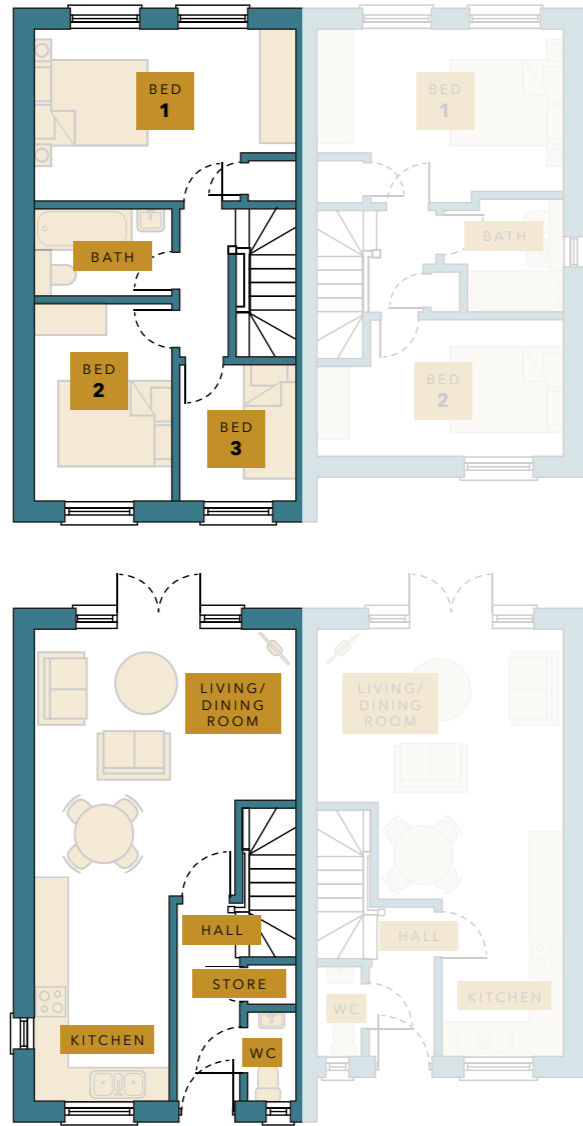 BED
1
BED
1
BATH
BATH
BED
2
BED
3
BED
2
LIVING/
DINING
ROOM
LIVING/
DINING
ROOM
HALL
HALL
STORE
KITCHEN
WC
WC
KITCHEN